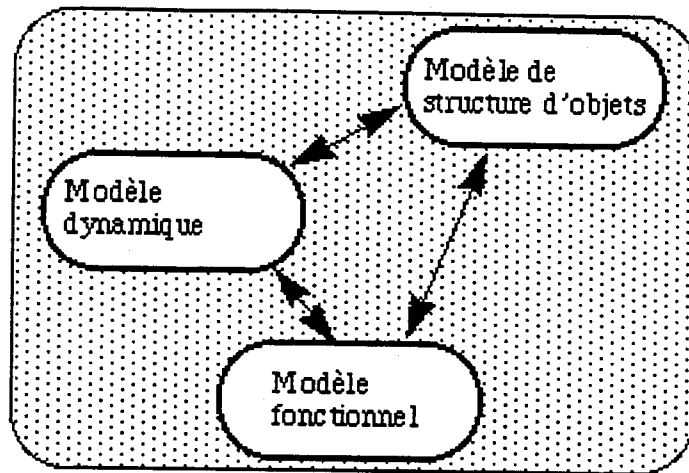 Modèle de
structure d'objets
Modèle
dynamique
Modèle
fonctionnel